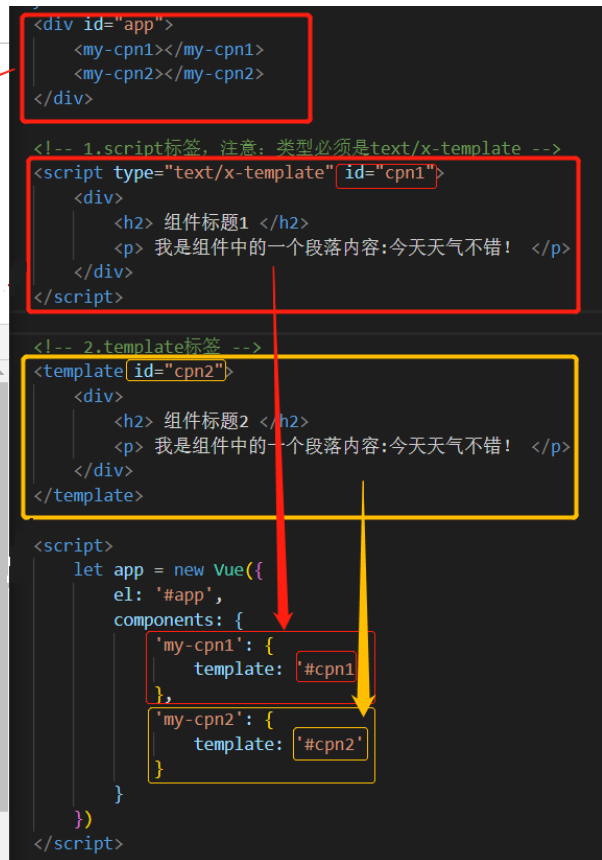 <div id="app">
    <my-cpn1></my-cpn1>
    <my-cpn2></my-cpn2>
</div>
<!-- 1.script标签，注意：类型必须是text/x-template -->
<script type="text/x-template" id="cpn1">
    <div>
        <h2> 组件标题1 </h2>
        <p> 我是组件中的一个段落内容:今天天气不错！ </p>
    </div>
</script>
<!-- 2.template标签 -->
<template id="cpn2">
    <div>
        <h2> 组件标题2 </h2>
        <p> 我是组件中的一个段落内容:今天天气不错！ </p>
    </div>
</template>
<script>
    let app = new Vue({
        el: '#app',
        components: {
            'my-cpn1': {
                template: '#cpn1
            },
            'my-cpn2': {
                template: '#cpn2'
            }
        }
    })
</script>